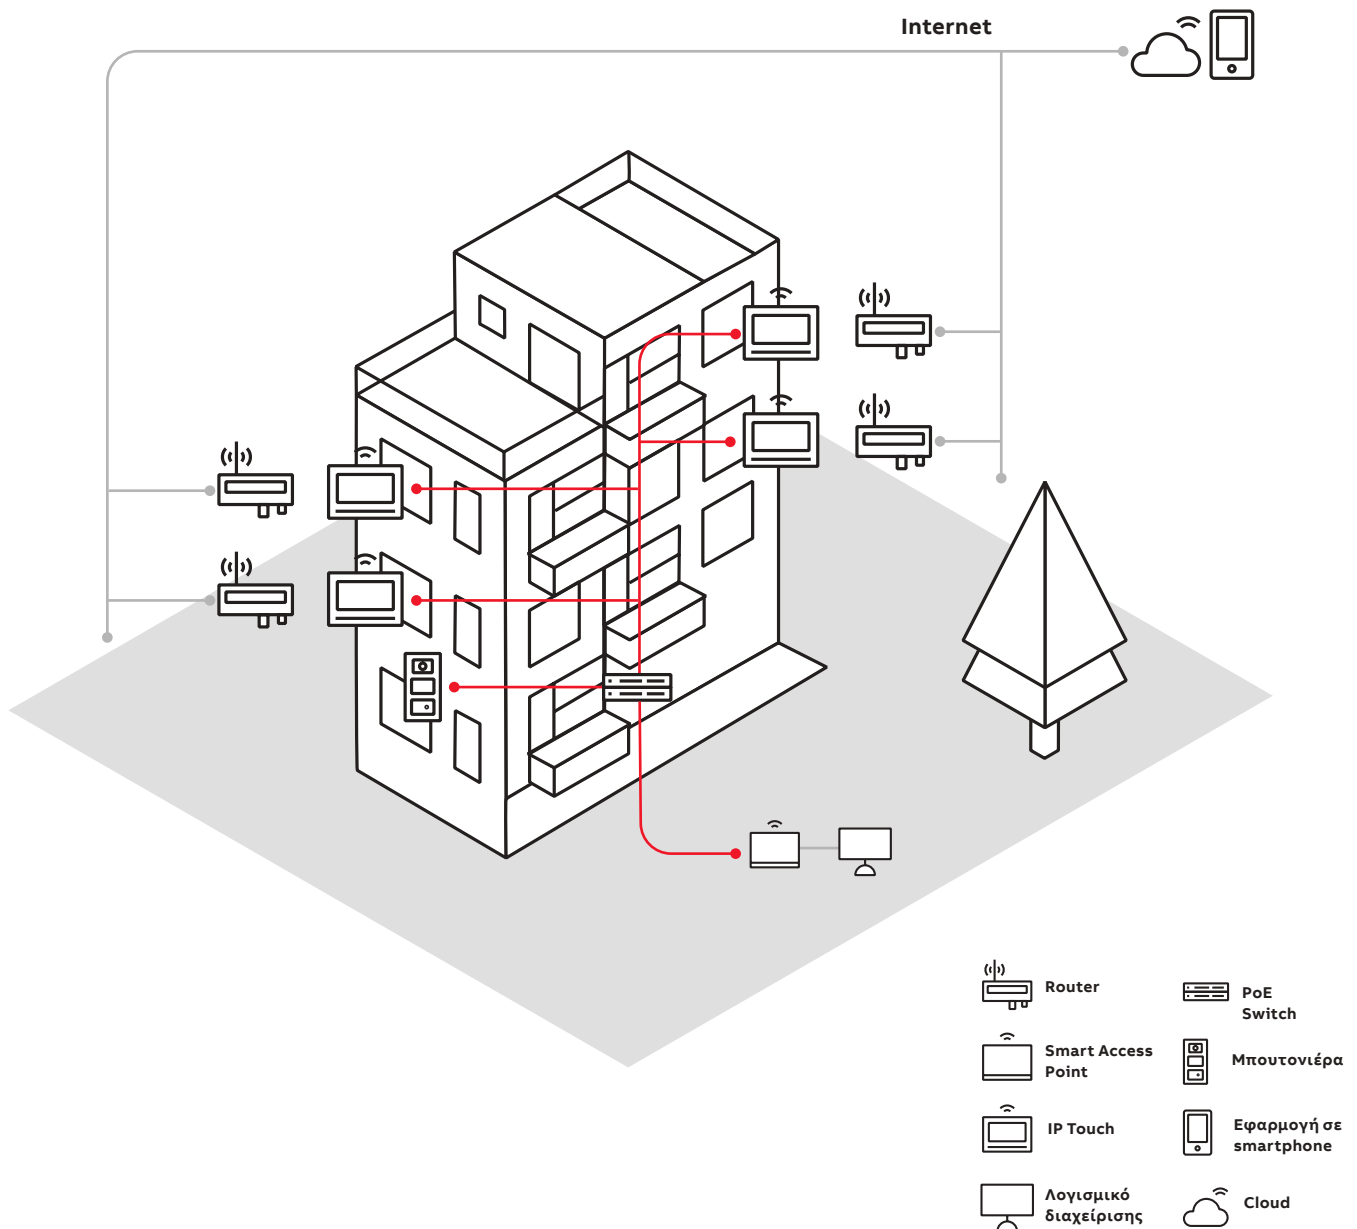 Internet
Router
PoE
Switch
Smart Access
Point
Μπουτονιέρα
IP Touch
Εφαρμογή σε
smartphone
Λογισμικό
διαχείρισης
Cloud